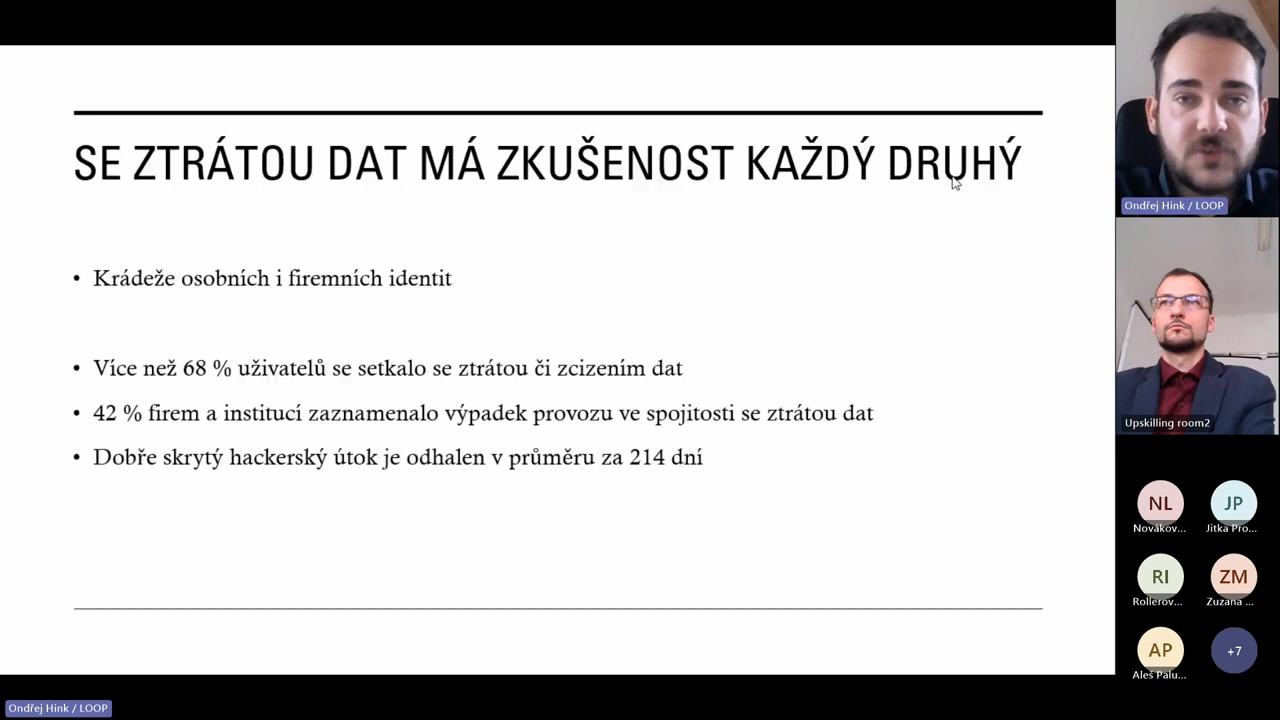 SE ZTRÁTOU DAT MÁ ZKUŠENOST KAŽDÝ DRUHÝ
• Krádeže osobních i firemních identit
• Více než 68 % uživatelů se setkalo se ztrátou či zcizením dat
• 42 % firem a institucí zaznamenalo výpadek provozu ve spojitosti se ztrátou dat
• Dobře skrytý hackerský útok je odhalen v průměru za 214 dní
Ondřej Hink / LOOP
Upskilling room2
NL
Novákov...
JP
Jitka Pro...
RI
Rollerov...
ZM
Zuzana ...
AP
Aleš Palu...
+7
Ondřej Hink / LOOP